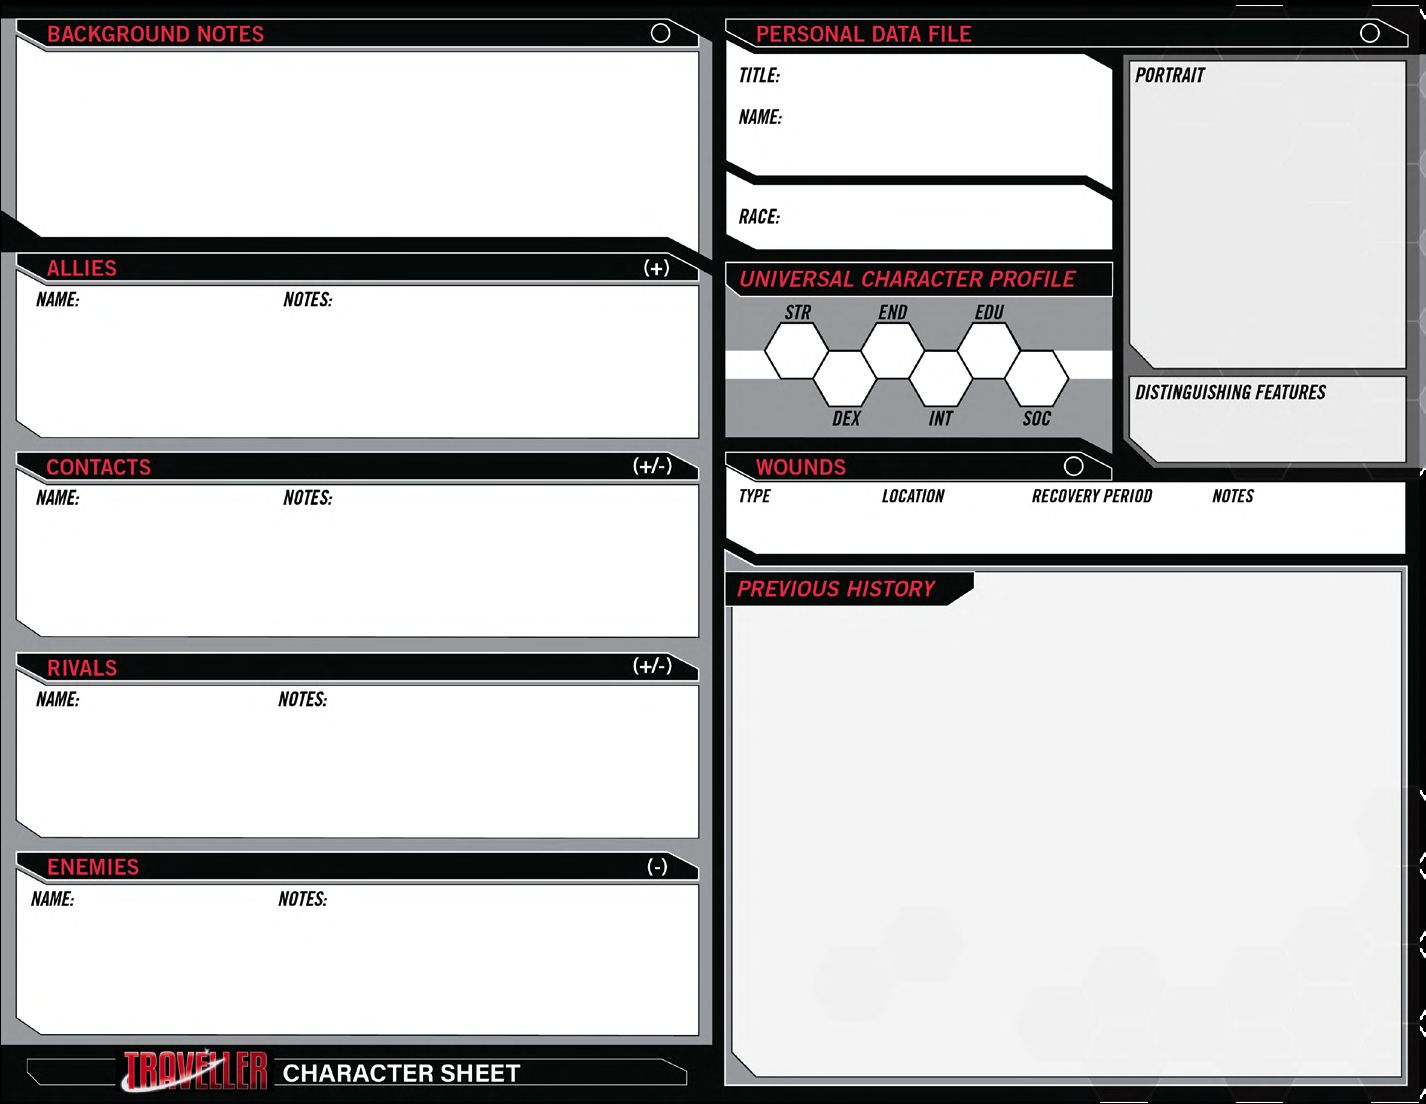 BACKGROUND NOTES
ALLIES (+)
NAME: NOTES:
CONTACTS (+/-)
NAME: NOTES:
RIVALS (+/-)
NAME: NOTES:
ENEMIES (-)
NAME: NOTES:
TRAVELLER CHARACTER SHEET
PERSONAL DATA FILE
TITLE:
NAME:
RACE:
PORTRAIT
DISTINGUISHING FEATURES
UNIVERSAL CHARACTER PROFILE
STR END EDU
DEX INT SOC
WOUNDS
TYPE LOCATION RECOVERY PERIOD NOTES
PREVIOUS HISTORY